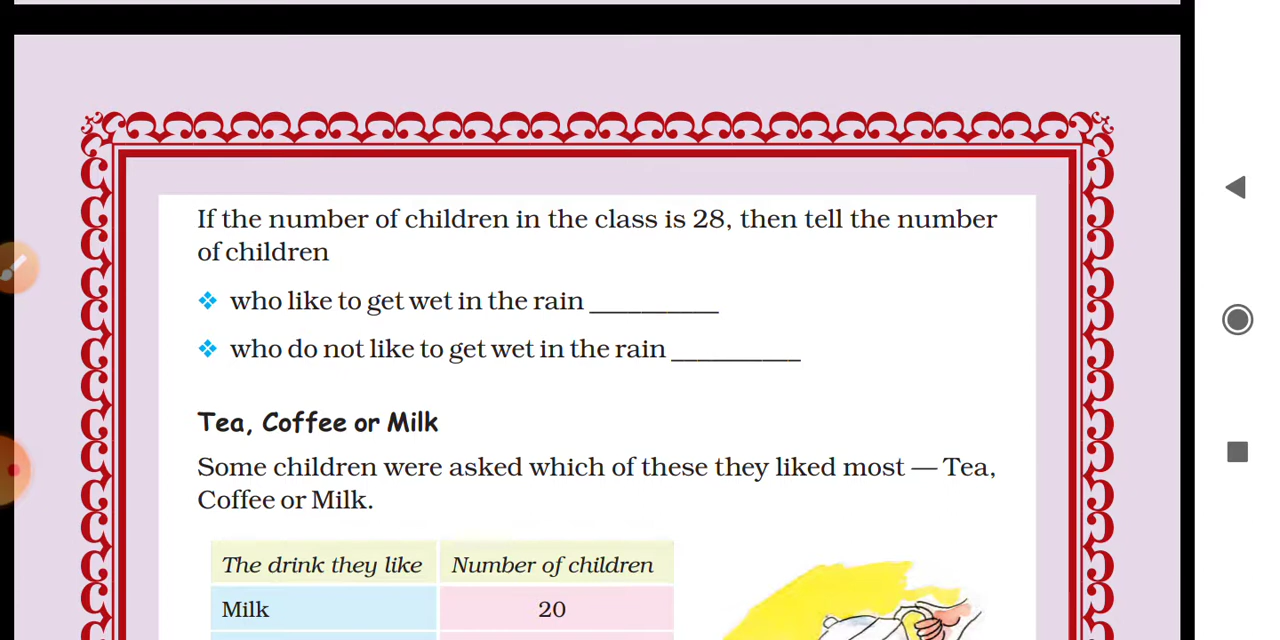 If the number of children in the class is 28, then tell the number
of children
❖ who like to get wet in the rain __________
❖ who do not like to get wet in the rain __________
Tea, Coffee or Milk
Some children were asked which of these they liked most — Tea,
Coffee or Milk.
The drink they like Number of children
Milk 20